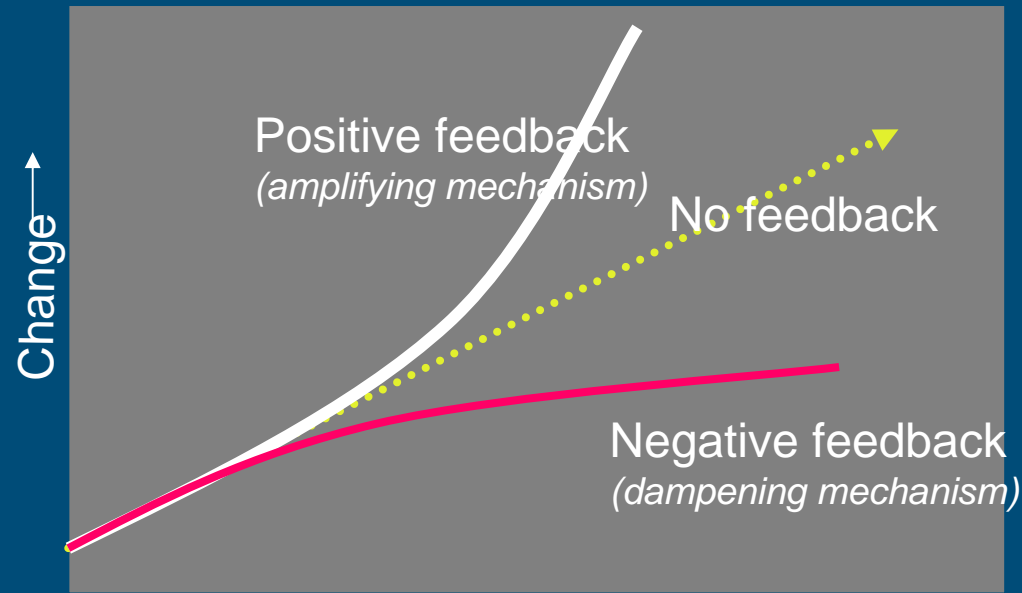 Positive feedback
(amplifying mechanism)
No feedback
Change
Negative feedback
(dampening mechanism)